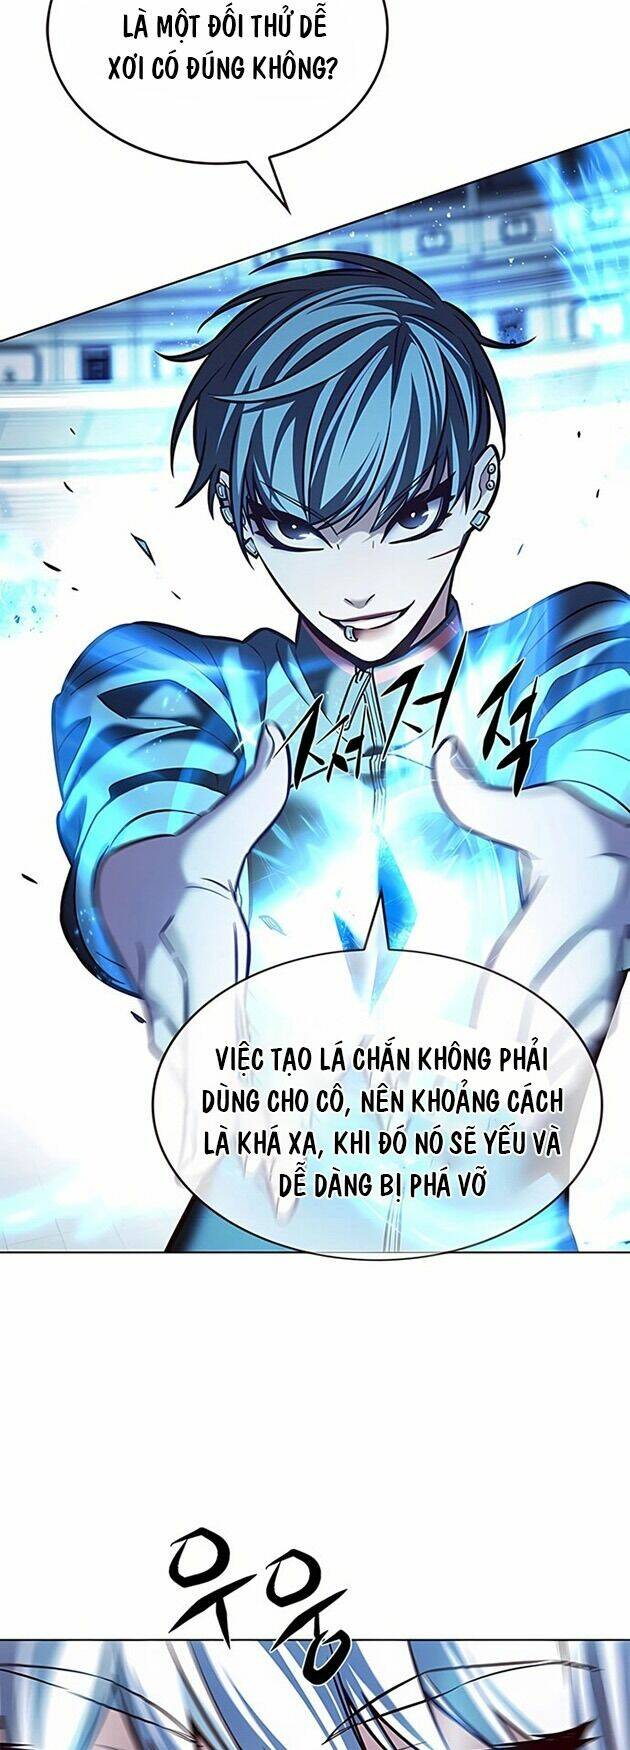 LÀ MỘT ĐỐI THỦ DỄ
XƠI CÓ ĐÚNG KHÔNG?
VIỆC TẠO LÁ CHẮN KHÔNG PHẢI
DÙNG CHO CÔ, NÊN KHOẢNG CÁCH
LÀ KHÁ XA, KHI ĐÓ NÓ SẼ YẾU VÀ
DỄ DÀNG BỊ PHÁ VỠ
우웅